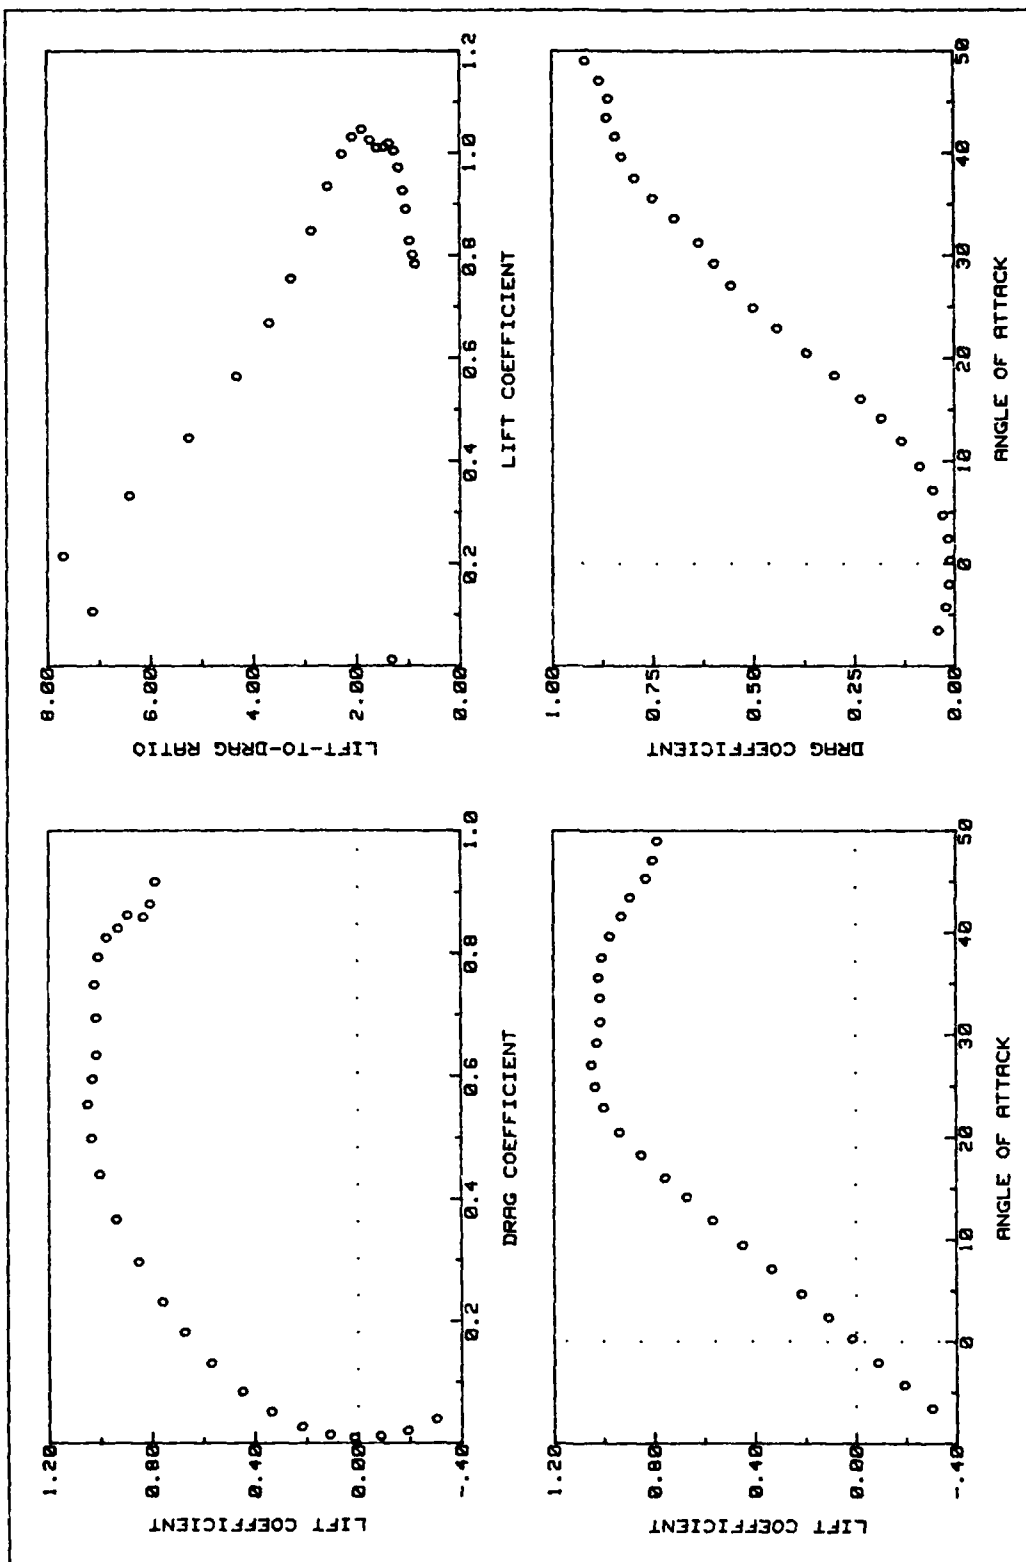 LIFT COEFFICIENT
1.20
0.80
0.40
0.00
-.40
0.2 0.4 0.6 0.8 1.0
DRAG COEFFICIENT
LIFT-TO-DRAG RATIO
8.00
6.00
4.00
2.00
0.00
0.2 0.4 0.6 0.8 1.0 1.2
LIFT COEFFICIENT
LIFT COEFFICIENT
1.20
0.80
0.40
0.00
-.40
0 10 20 30 40 50
ANGLE OF ATTACK
DRAG COEFFICIENT
1.00
0.75
0.50
0.25
0.00
0 10 20 30 40 50
ANGLE OF ATTACK